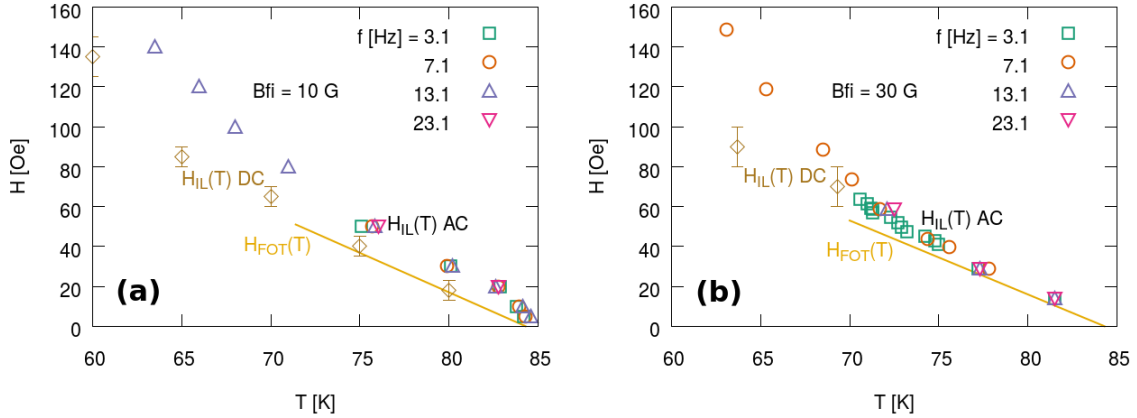 160
140
120
100
80
60
40
20
0
H [Oe]
60
65
70
75
80
85
T [K]
f [Hz] = 3.1
7.1
13.1
23.1
Bfi = 10 G
H_IL(T) DC
H_IL(T) AC
H_FOT(T)
(a)
160
140
120
100
80
60
40
20
0
H [Oe]
60
65
70
75
80
85
T [K]
f [Hz] = 3.1
7.1
13.1
23.1
Bfi = 30 G
H_IL(T) DC
H_IL(T) AC
H_FOT(T)
(b)